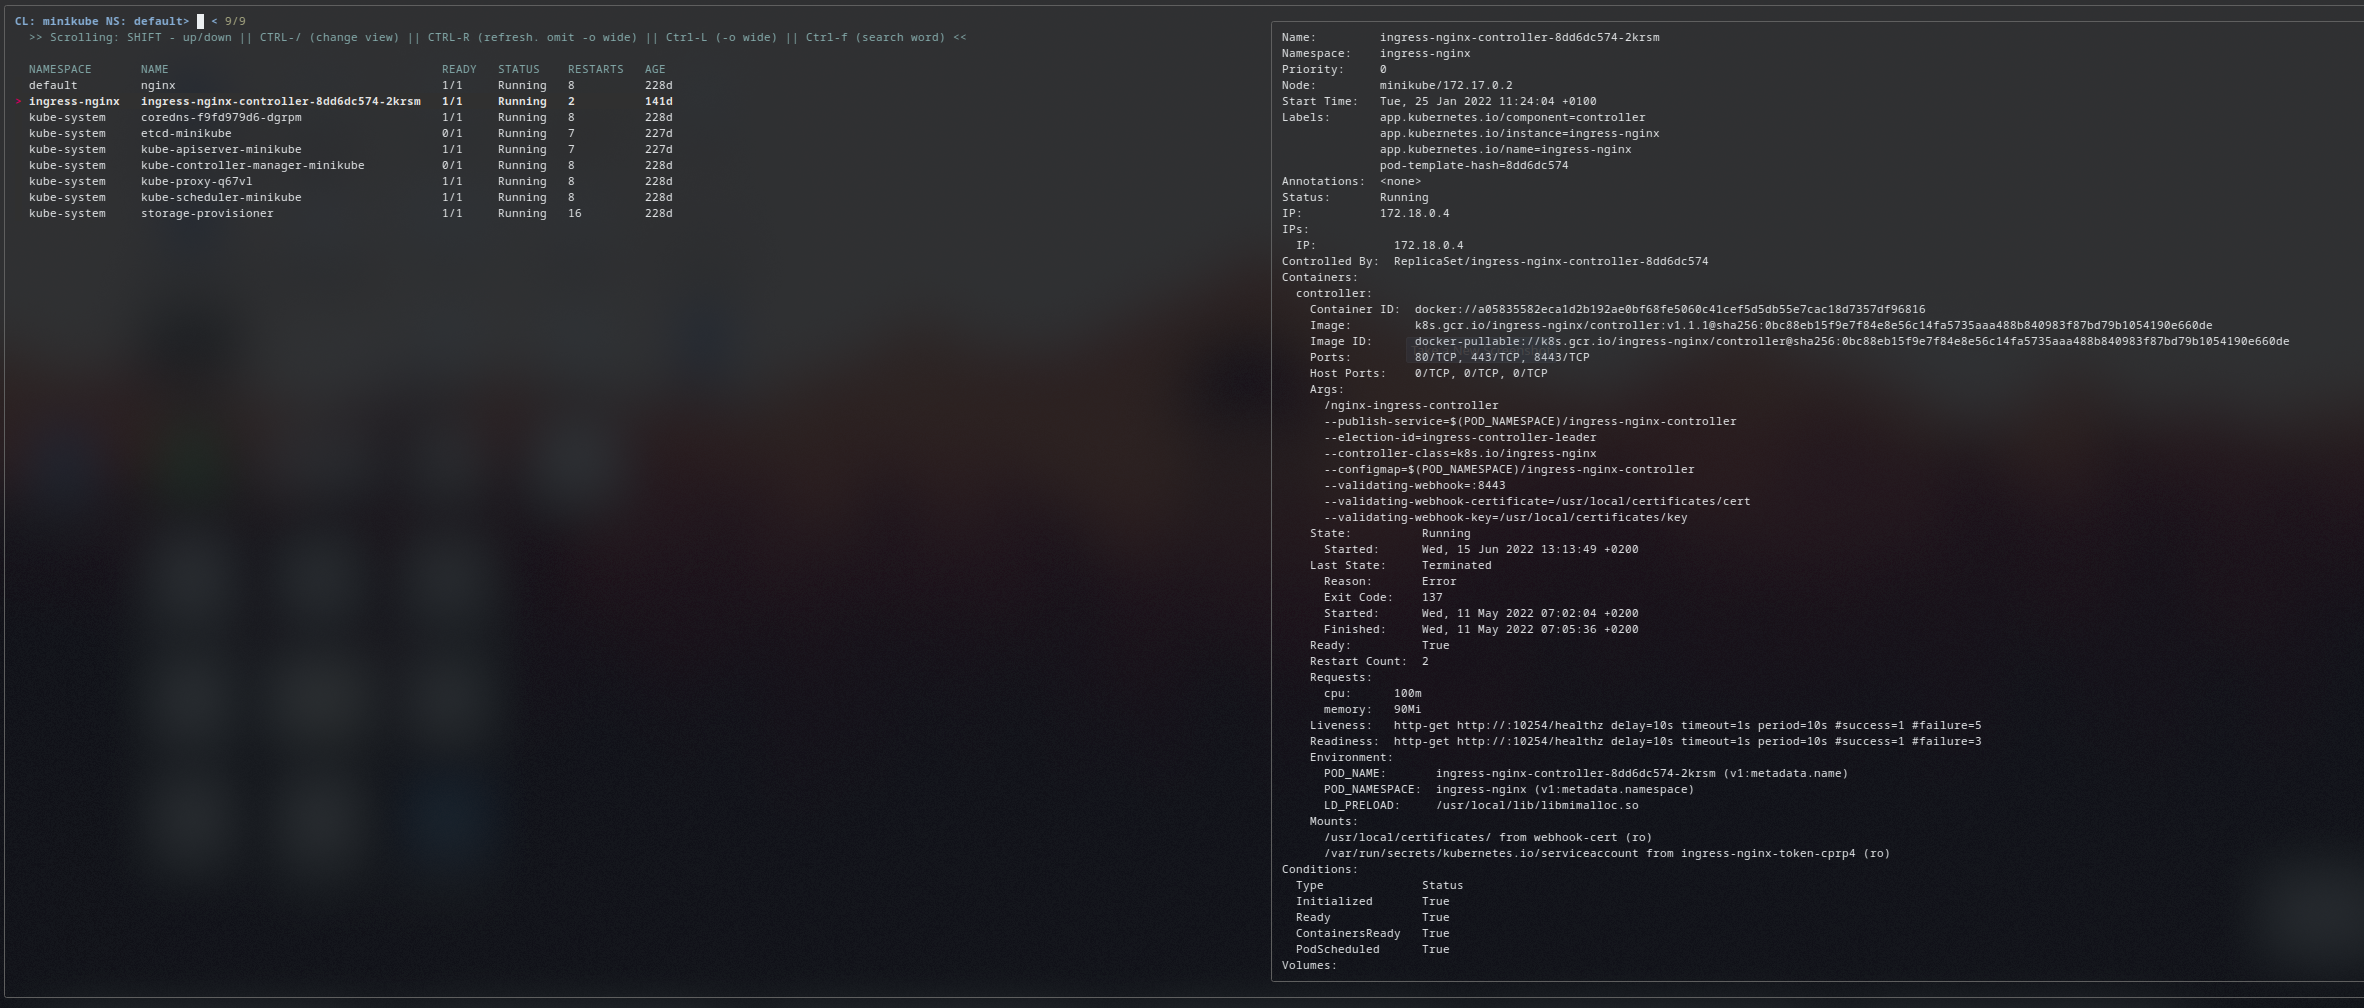 CL: minikube NS: default> < 9/9
>> Scrolling: SHIFT - up/down || CTRL-/ (change view) || CTRL-R (refresh. omit -o wide) || Ctrl-L (-o wide) || Ctrl-f (search word) <<
NAMESPACE NAME READY STATUS RESTARTS AGE
default nginx 1/1 Running 8 228d
> ingress-nginx ingress-nginx-controller-8dd6dc574-2krsm 1/1 Running 2 141d
kube-system coredns-f9fd979d6-dgrpm 1/1 Running 8 228d
kube-system etcd-minikube 0/1 Running 7 227d
kube-system kube-apiserver-minikube 1/1 Running 7 227d
kube-system kube-controller-manager-minikube 0/1 Running 8 228d
kube-system kube-proxy-q67vl 1/1 Running 8 228d
kube-system kube-scheduler-minikube 1/1 Running 8 228d
kube-system storage-provisioner 1/1 Running 16 228d
Name: ingress-nginx-controller-8dd6dc574-2krsm
Namespace: ingress-nginx
Priority: 0
Node: minikube/172.17.0.2
Start Time: Tue, 25 Jan 2022 11:24:04 +0100
Labels: app.kubernetes.io/component=controller
app.kubernetes.io/instance=ingress-nginx
app.kubernetes.io/name=ingress-nginx
pod-template-hash=8dd6dc574
Annotations: <none>
Status: Running
IP: 172.18.0.4
IPs:
IP: 172.18.0.4
Controlled By: ReplicaSet/ingress-nginx-controller-8dd6dc574
Containers:
controller:
Container ID: docker://a05835582eca1d2b192ae0bf68fe5060c41cef5d5db55e7cac18d7357df96816
Image: k8s.gcr.io/ingress-nginx/controller:v1.1.1@sha256:0bc88eb15f9e7f84e8e56c14fa5735aaa488b840983f87bd79b1054190e660de
Image ID: docker-pullable://k8s.gcr.io/ingress-nginx/controller@sha256:0bc88eb15f9e7f84e8e56c14fa5735aaa488b840983f87bd79b1054190e660de
Ports: 80/TCP, 443/TCP, 8443/TCP
Host Ports: 0/TCP, 0/TCP, 0/TCP
Args:
/nginx-ingress-controller
--publish-service=$(POD_NAMESPACE)/ingress-nginx-controller
--election-id=ingress-controller-leader
--controller-class=k8s.io/ingress-nginx
--configmap=$(POD_NAMESPACE)/ingress-nginx-controller
--validating-webhook=:8443
--validating-webhook-certificate=/usr/local/certificates/cert
--validating-webhook-key=/usr/local/certificates/key
State: Running
Started: Wed, 15 Jun 2022 13:13:49 +0200
Last State: Terminated
Reason: Error
Exit Code: 137
Started: Wed, 11 May 2022 07:02:04 +0200
Finished: Wed, 11 May 2022 07:05:36 +0200
Ready: True
Restart Count: 2
Requests:
cpu: 100m
memory: 90Mi
Liveness: http-get http://:10254/healthz delay=10s timeout=1s period=10s #success=1 #failure=5
Readiness: http-get http://:10254/healthz delay=10s timeout=1s period=10s #success=1 #failure=3
Environment:
POD_NAME: ingress-nginx-controller-8dd6dc574-2krsm (v1:metadata.name)
POD_NAMESPACE: ingress-nginx (v1:metadata.namespace)
LD_PRELOAD: /usr/local/lib/libmimalloc.so
Mounts:
/usr/local/certificates/ from webhook-cert (ro)
/var/run/secrets/kubernetes.io/serviceaccount from ingress-nginx-token-cprp4 (ro)
Conditions:
Type Status
Initialized True
Ready True
ContainersReady True
PodScheduled True
Volumes: